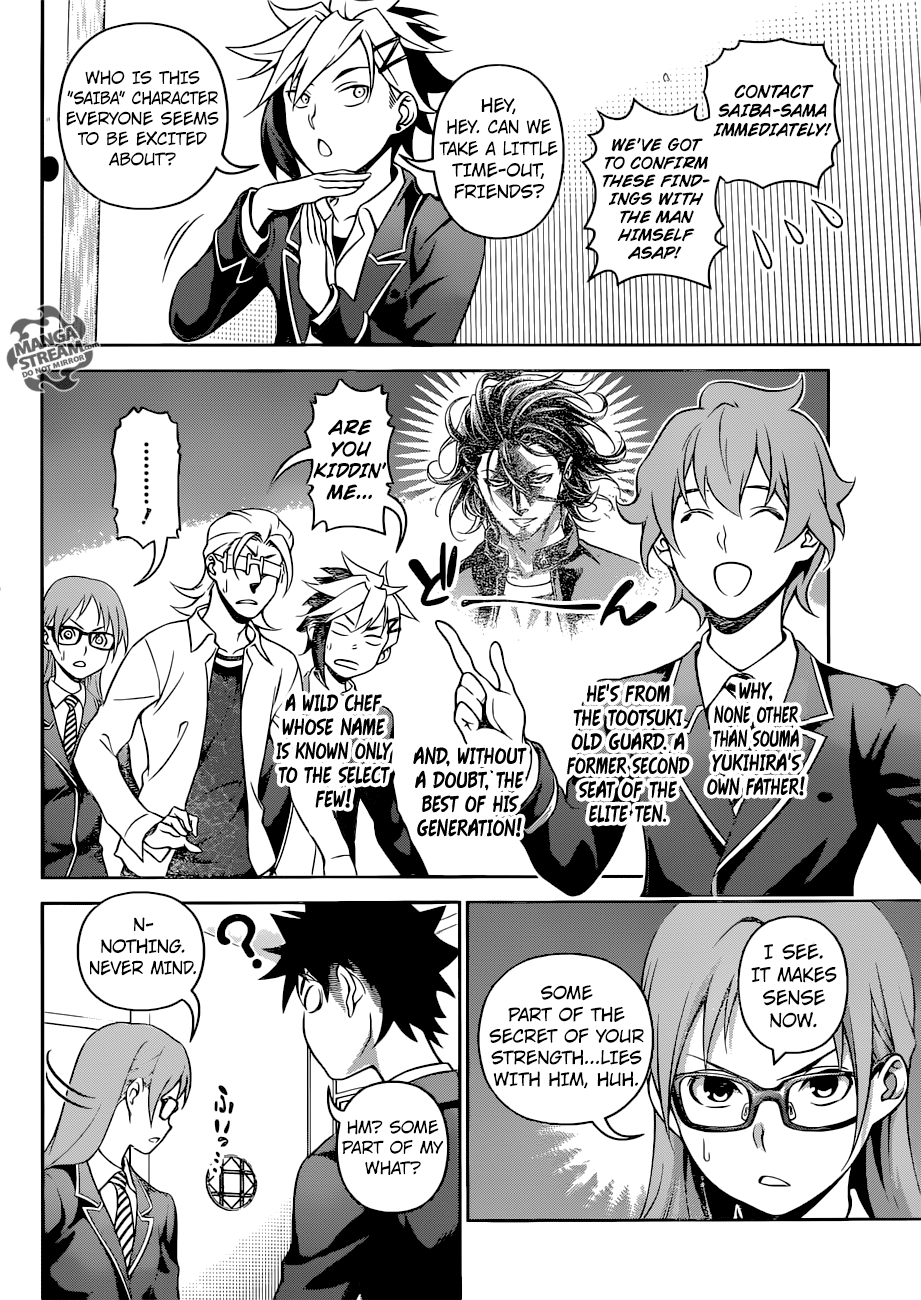 CONTACT
SAIBA-SAMA
IMMEDIATELY!
WE'VE GOT
TO CONFIRM
THESE FIND-
INGS WITH
THE MAN
HIMSELF
ASAP!
HEY,
HEY. CAN WE
TAKE A LITTLE
TIME-OUT,
FRIENDS?
WHO IS THIS
"SAIBA" CHARACTER
EVERYONE SEEMS
TO BE EXCITED
ABOUT?
MANGA
STREAM.com
DO NOT MIRROR
WHY,
NONE OTHER
THAN SOUMA
YUKIHIRA'S
OWN FATHER!
HE'S FROM
THE TOOTSUKI
OLD GUARD. A
FORMER SECOND
SEAT OF THE
ELITE TEN.
ど
ーん
AND, WITHOUT
A DOUBT, THE
BEST OF HIS
GENERATION!
A WILD CHEF
WHOSE NAME
IS KNOWN ONLY
TO THE SELECT
FEW!
ARE
YOU
KIDDIN'
ME...
.........!
I SEE.
IT MAKES
SENSE
NOW.
SOME
PART OF THE
SECRET OF YOUR
STRENGTH...LIES
WITH HIM, HUH.
?
HM? SOME
PART OF MY
WHAT?
ふいっ
N-
NOTHING.
NEVER MIND.